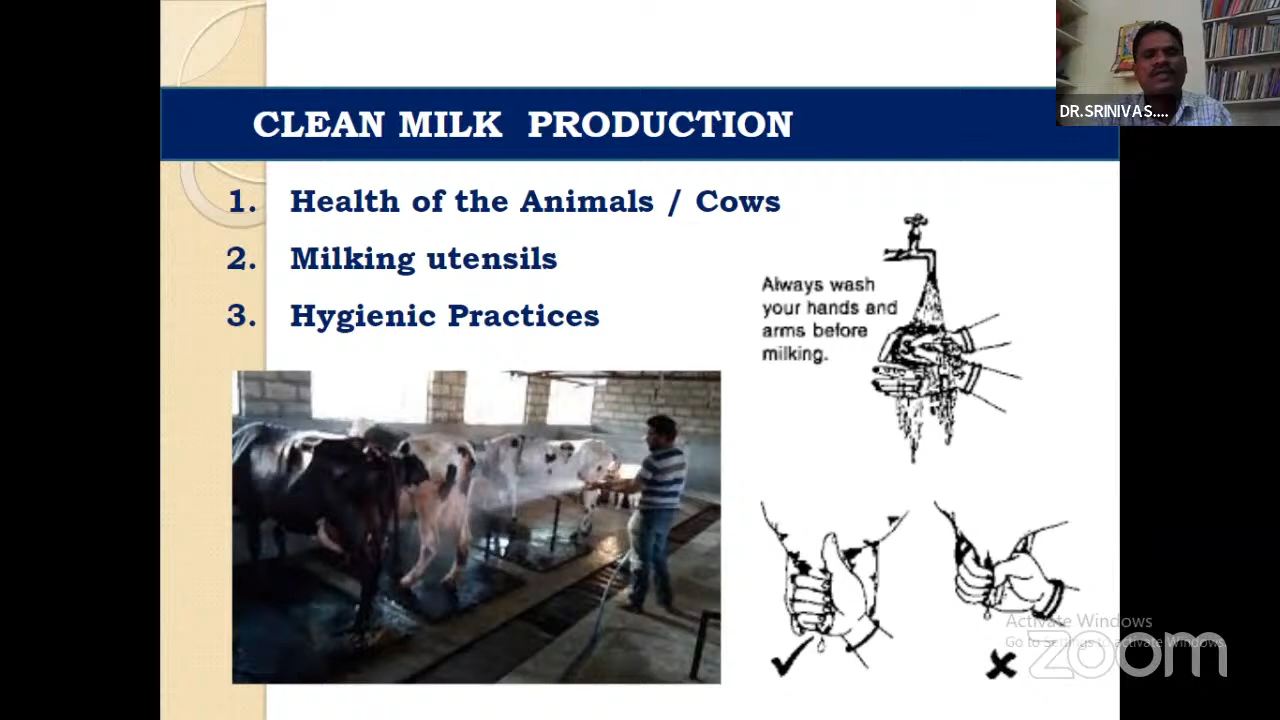 CLEAN MILK PRODUCTION
DR.SRINIVAS....
1. Health of the Animals / Cows
2. Milking utensils
3. Hygienic Practices
Always wash
your hands and
arms before
milking.
Activate Windows
Go to Settings to activate Windows.
zoom